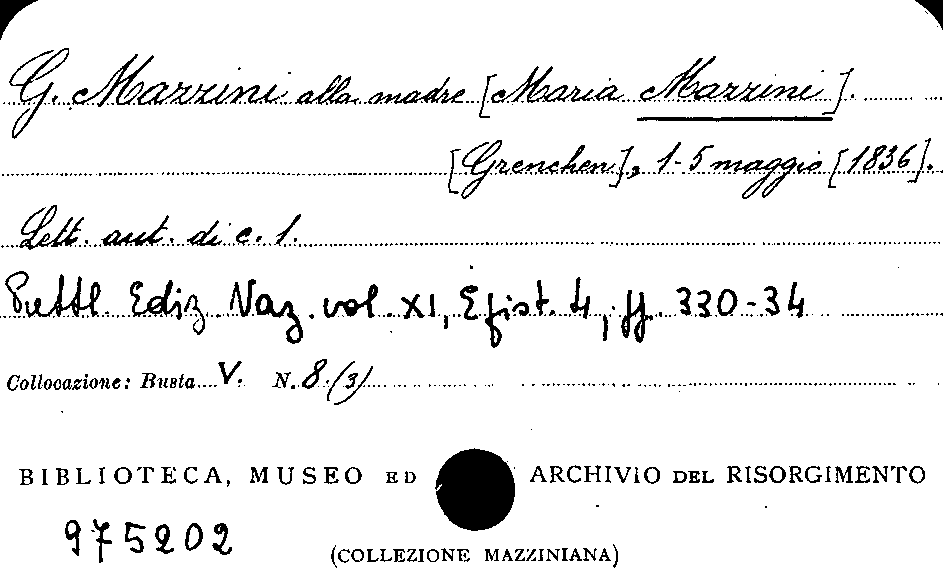 G. Mazzini alla madre [Maria Mazzini].
[Grenchen], 1-5 maggio [1836].
Lett. aut. di c. 1.
Pubbl. Ediz. Naz. vol. XI, Epist. 4, pp. 330-34
Collocazione: Busta V. N. 8.(3)
BIBLIOTECA, MUSEO ED ARCHIVIO DEL RISORGIMENTO
975202
(COLLEZIONE MAZZINIANA)